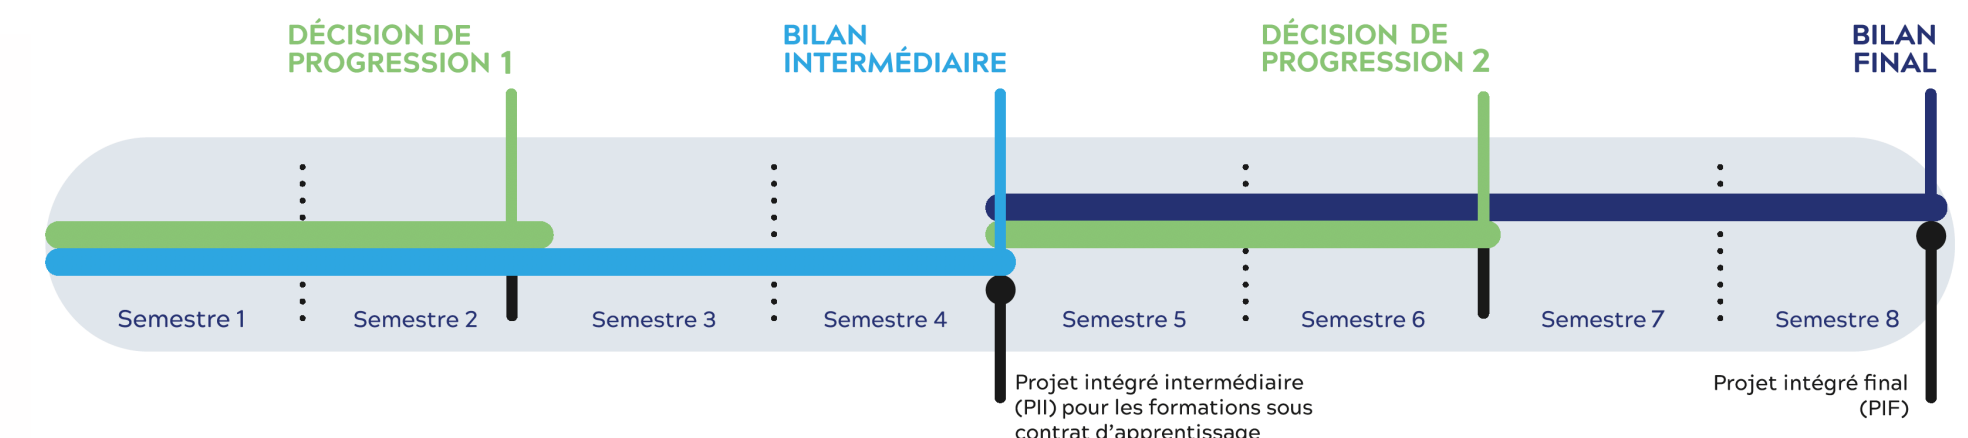 DÉCISION DE
PROGRESSION 1
BILAN
INTERMÉDIAIRE
DÉCISION DE
PROGRESSION 2
BILAN
FINAL
Semestre 1
Semestre 2
Semestre 3
Semestre 4
Semestre 5
Semestre 6
Semestre 7
Semestre 8
Projet intégré intermédiaire
(PII) pour les formations sous
contrat d'apprentissage
Projet intégré final
(PIF)